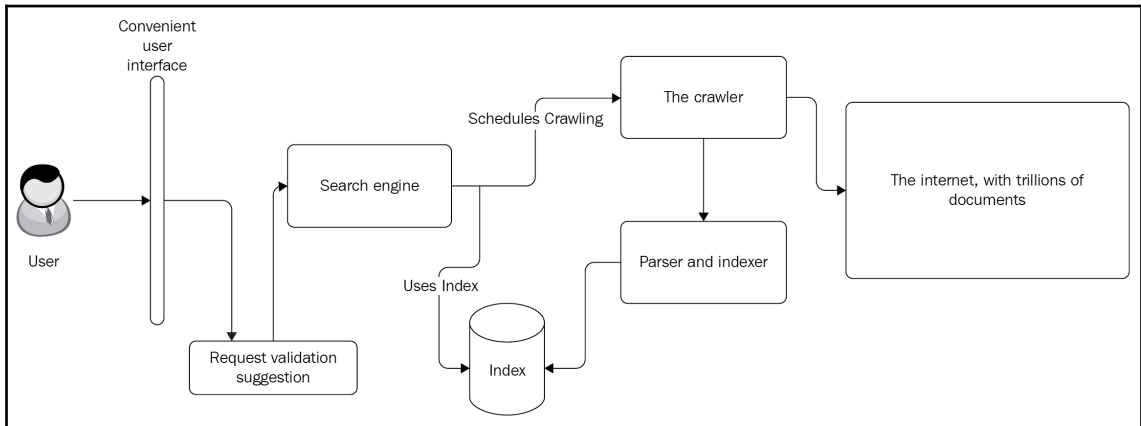 Convenient
user
interface
User
Request validation
suggestion
Search engine
Schedules Crawling
Uses Index
The crawler
Parser and indexer
Index
The internet, with trillions of
documents